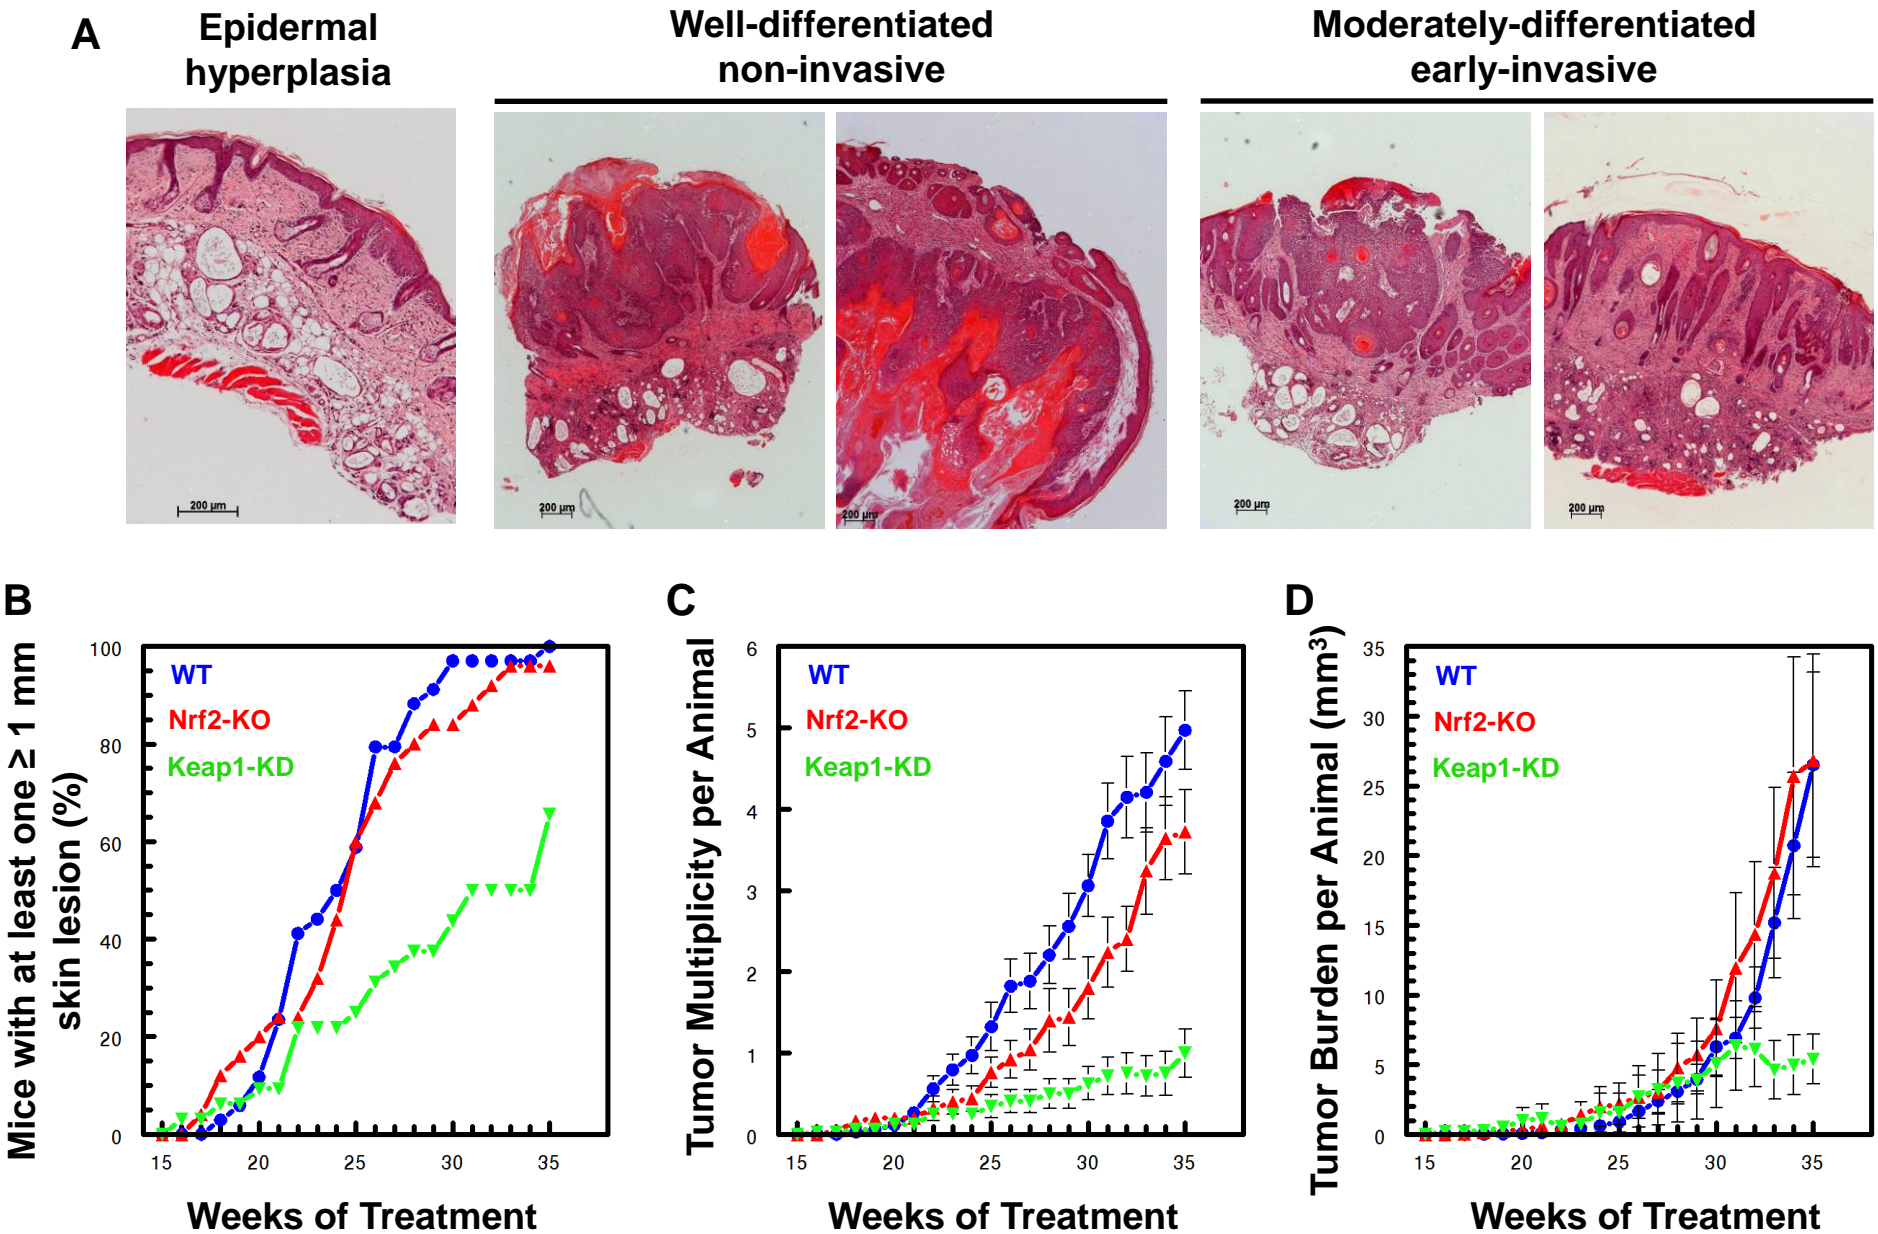 A
Epidermal
hyperplasia
Well-differentiated
non-invasive
Moderately-differentiated
early-invasive
200 µm
200 µm
200 µm
200 µm
200 µm
B
Mice with at least one ≥ 1 mm
skin lesion (%)
100
80
60
40
20
0
WT
Nrf2-KO
Keap1-KD
15 20 25 30 35
Weeks of Treatment
C
Tumor Multiplicity per Animal
6
5
4
3
2
1
0
WT
Nrf2-KO
Keap1-KD
15 20 25 30 35
Weeks of Treatment
D
Tumor Burden per Animal (mm³)
35
30
25
20
15
10
5
0
WT
Nrf2-KO
Keap1-KD
15 20 25 30 35
Weeks of Treatment